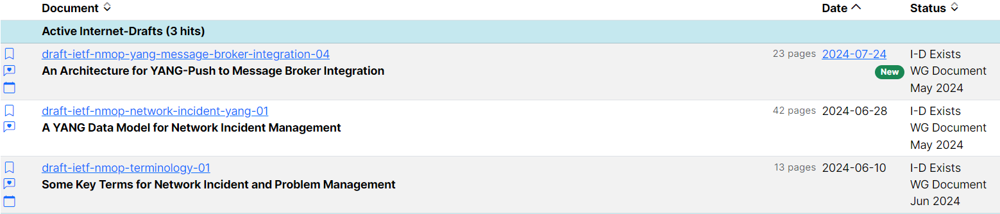 Document Date Status
Active Internet-Drafts (3 hits)
draft-ietf-nmop-yang-message-broker-integration-04 23 pages 2024-07-24 I-D Exists
An Architecture for YANG-Push to Message Broker Integration New WG Document
May 2024
draft-ietf-nmop-network-incident-yang-01 42 pages 2024-06-28 I-D Exists
A YANG Data Model for Network Incident Management WG Document
May 2024
draft-ietf-nmop-terminology-01 13 pages 2024-06-10 I-D Exists
Some Key Terms for Network Incident and Problem Management WG Document
Jun 2024